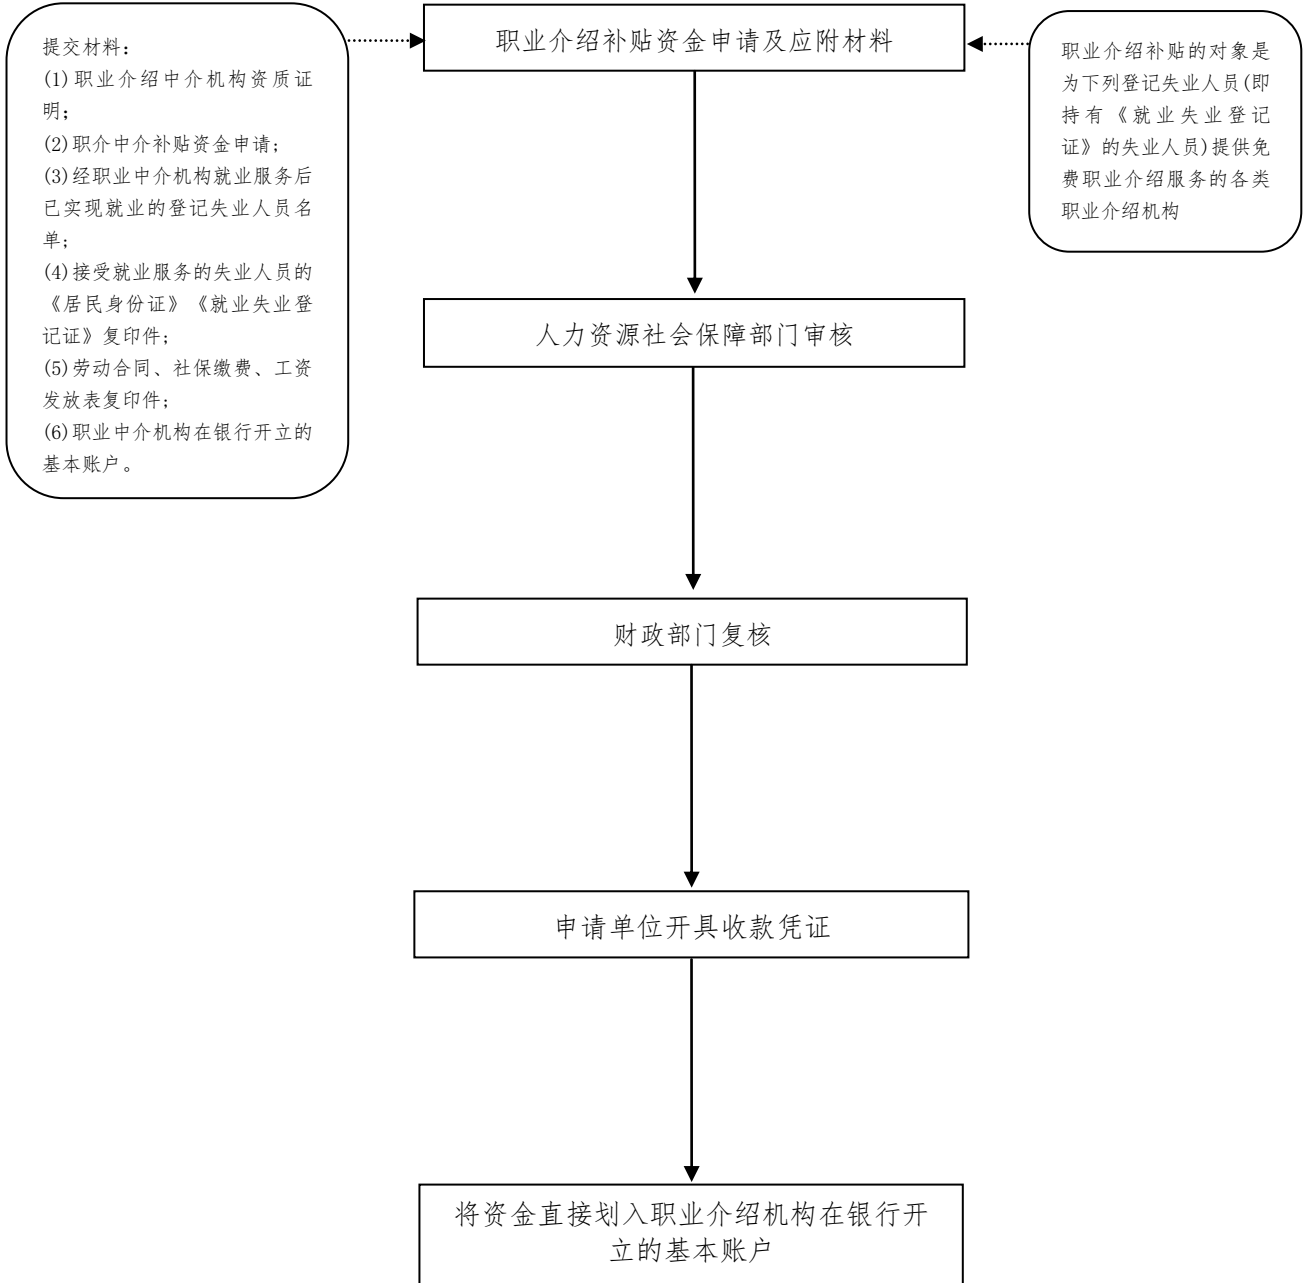 提交材料：
(1)职业介绍中介机构资质证
明；
(2)职介中介补贴资金申请；
(3)经职业中介机构就业服务后
已实现就业的登记失业人员名
单；
(4)接受就业服务的失业人员的
《居民身份证》《就业失业登
记证》复印件；
(5)劳动合同、社保缴费、工资
发放表复印件；
(6)职业中介机构在银行开立的
基本账户。
职业介绍补贴资金申请及应附材料
职业介绍补贴的对象是
为下列登记失业人员(即
持有《就业失业登记
证》的失业人员)提供免
费职业介绍服务的各类
职业介绍机构
人力资源社会保障部门审核
财政部门复核
申请单位开具收款凭证
将资金直接划入职业介绍机构在银行开
立的基本账户